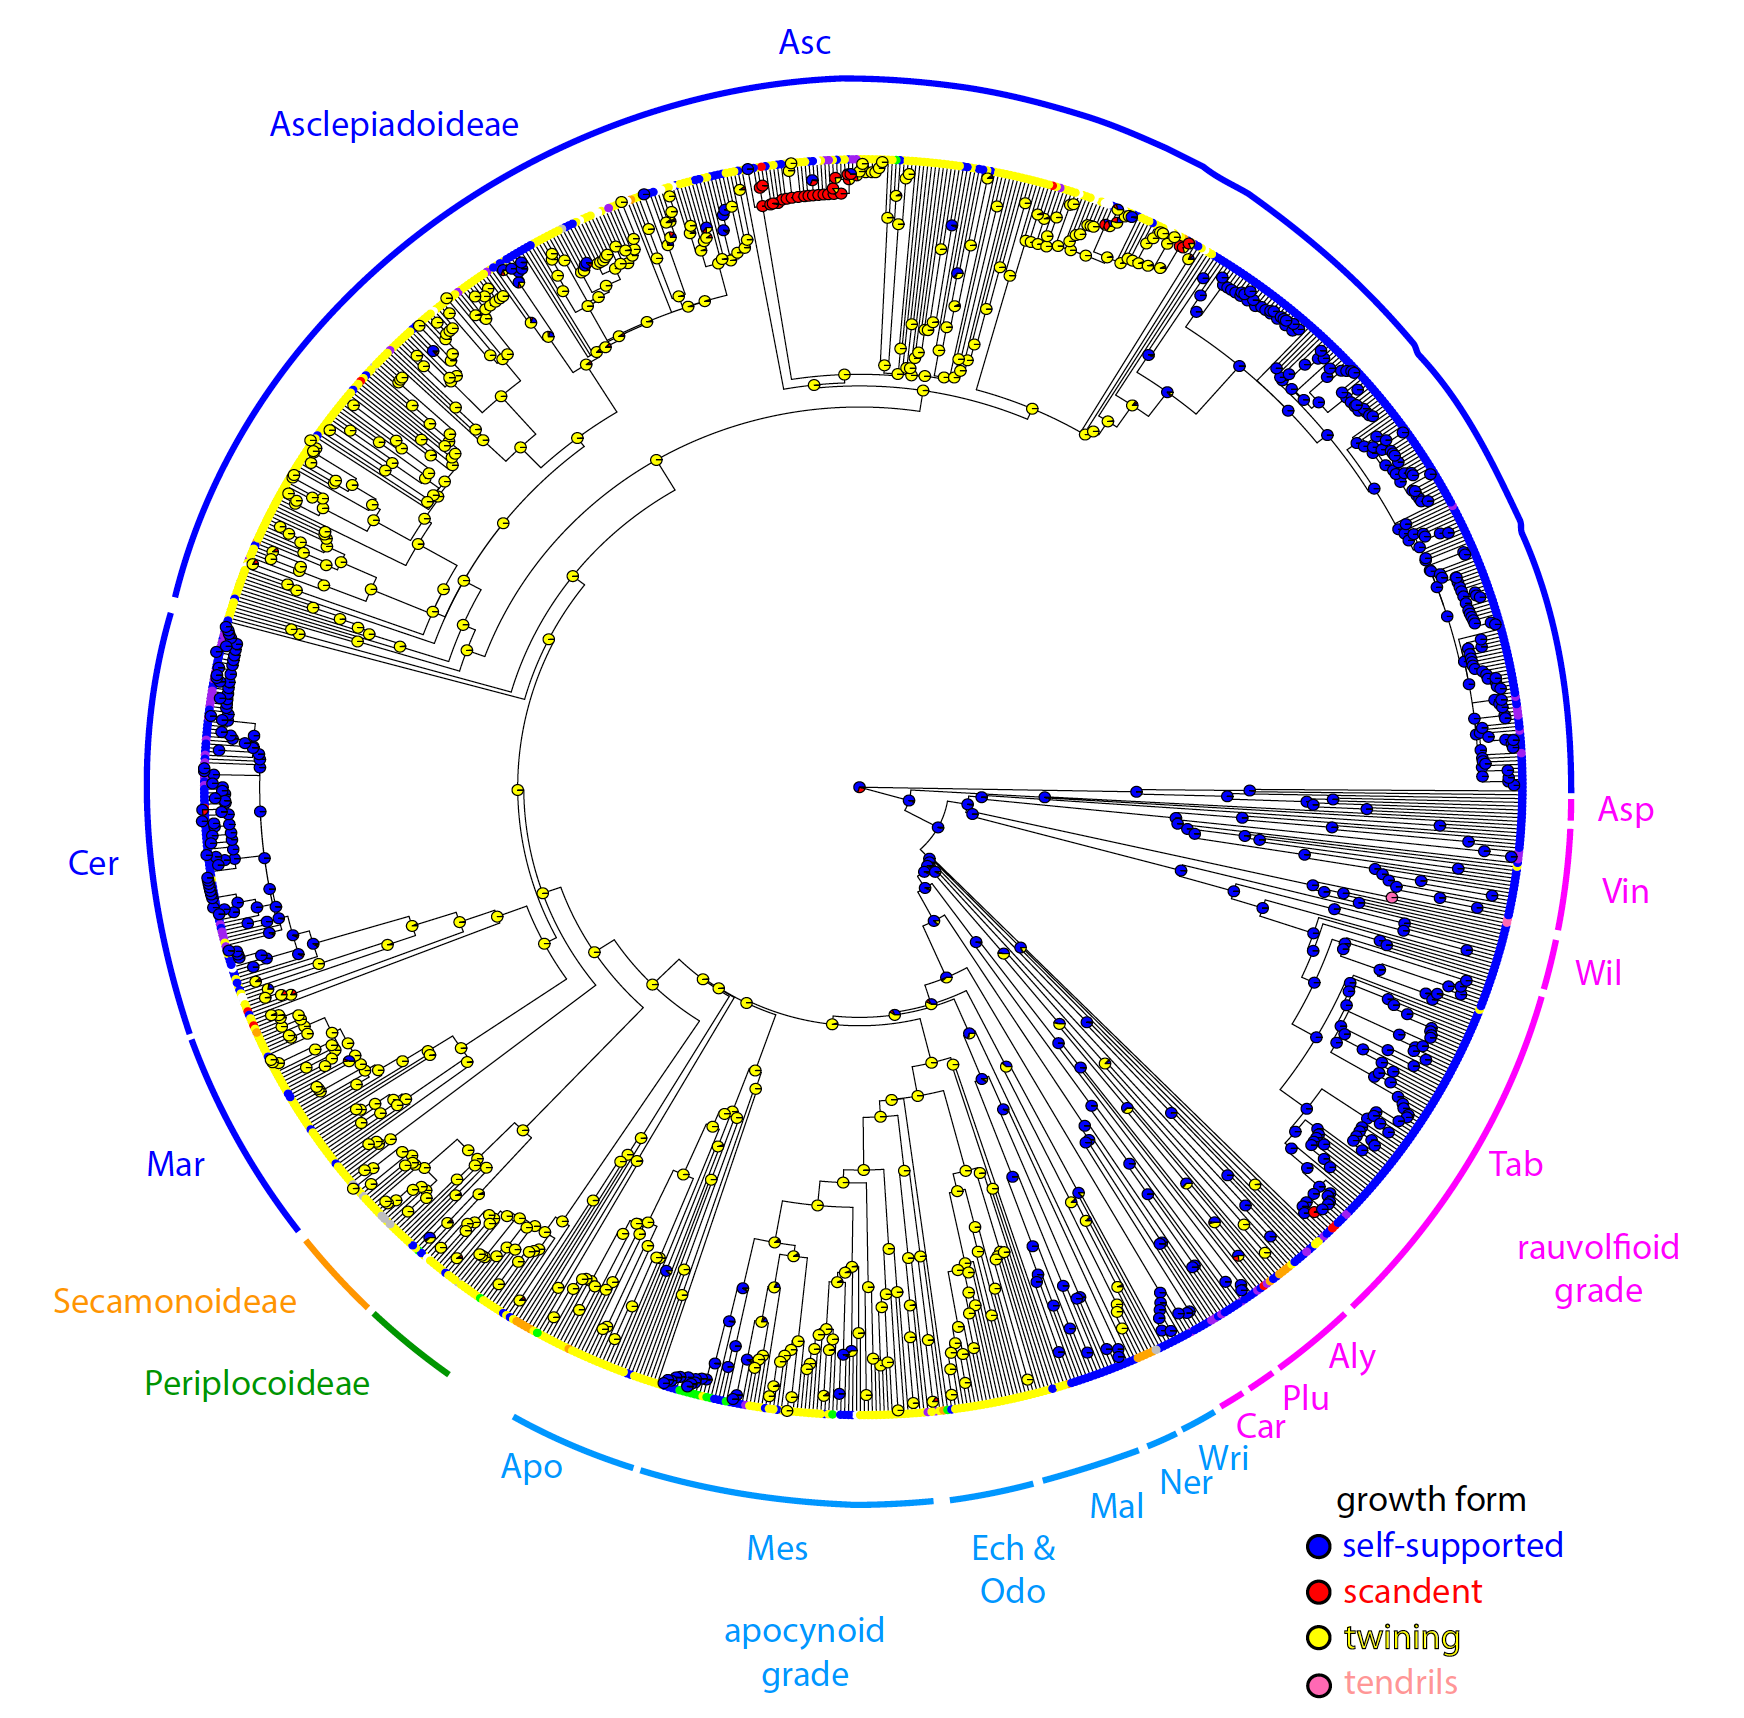 Asc
Asclepiadoideae
Asp
Cer
Vin
Wil
Mar
Tab
rauvolfioid
grade
Secamonoideae
Aly
Periplocoideae
Plu
Car
Wri
Apo
Ner
Mal
Mes
Ech &
Odo
apocynoid
grade
growth form
self-supported
scandent
twining
tendrils